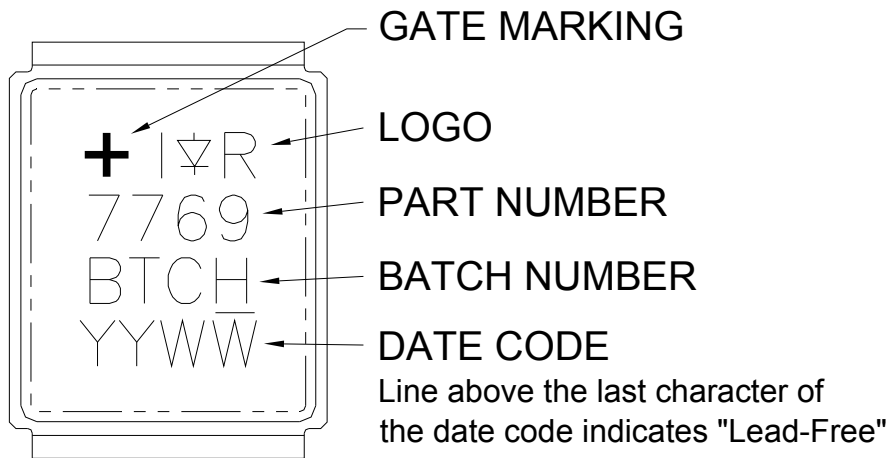 GATE MARKING
+ I R
LOGO
7769
PART NUMBER
BTCH
BATCH NUMBER
YYWW̅
DATE CODE
Line above the last character of
the date code indicates "Lead-Free"